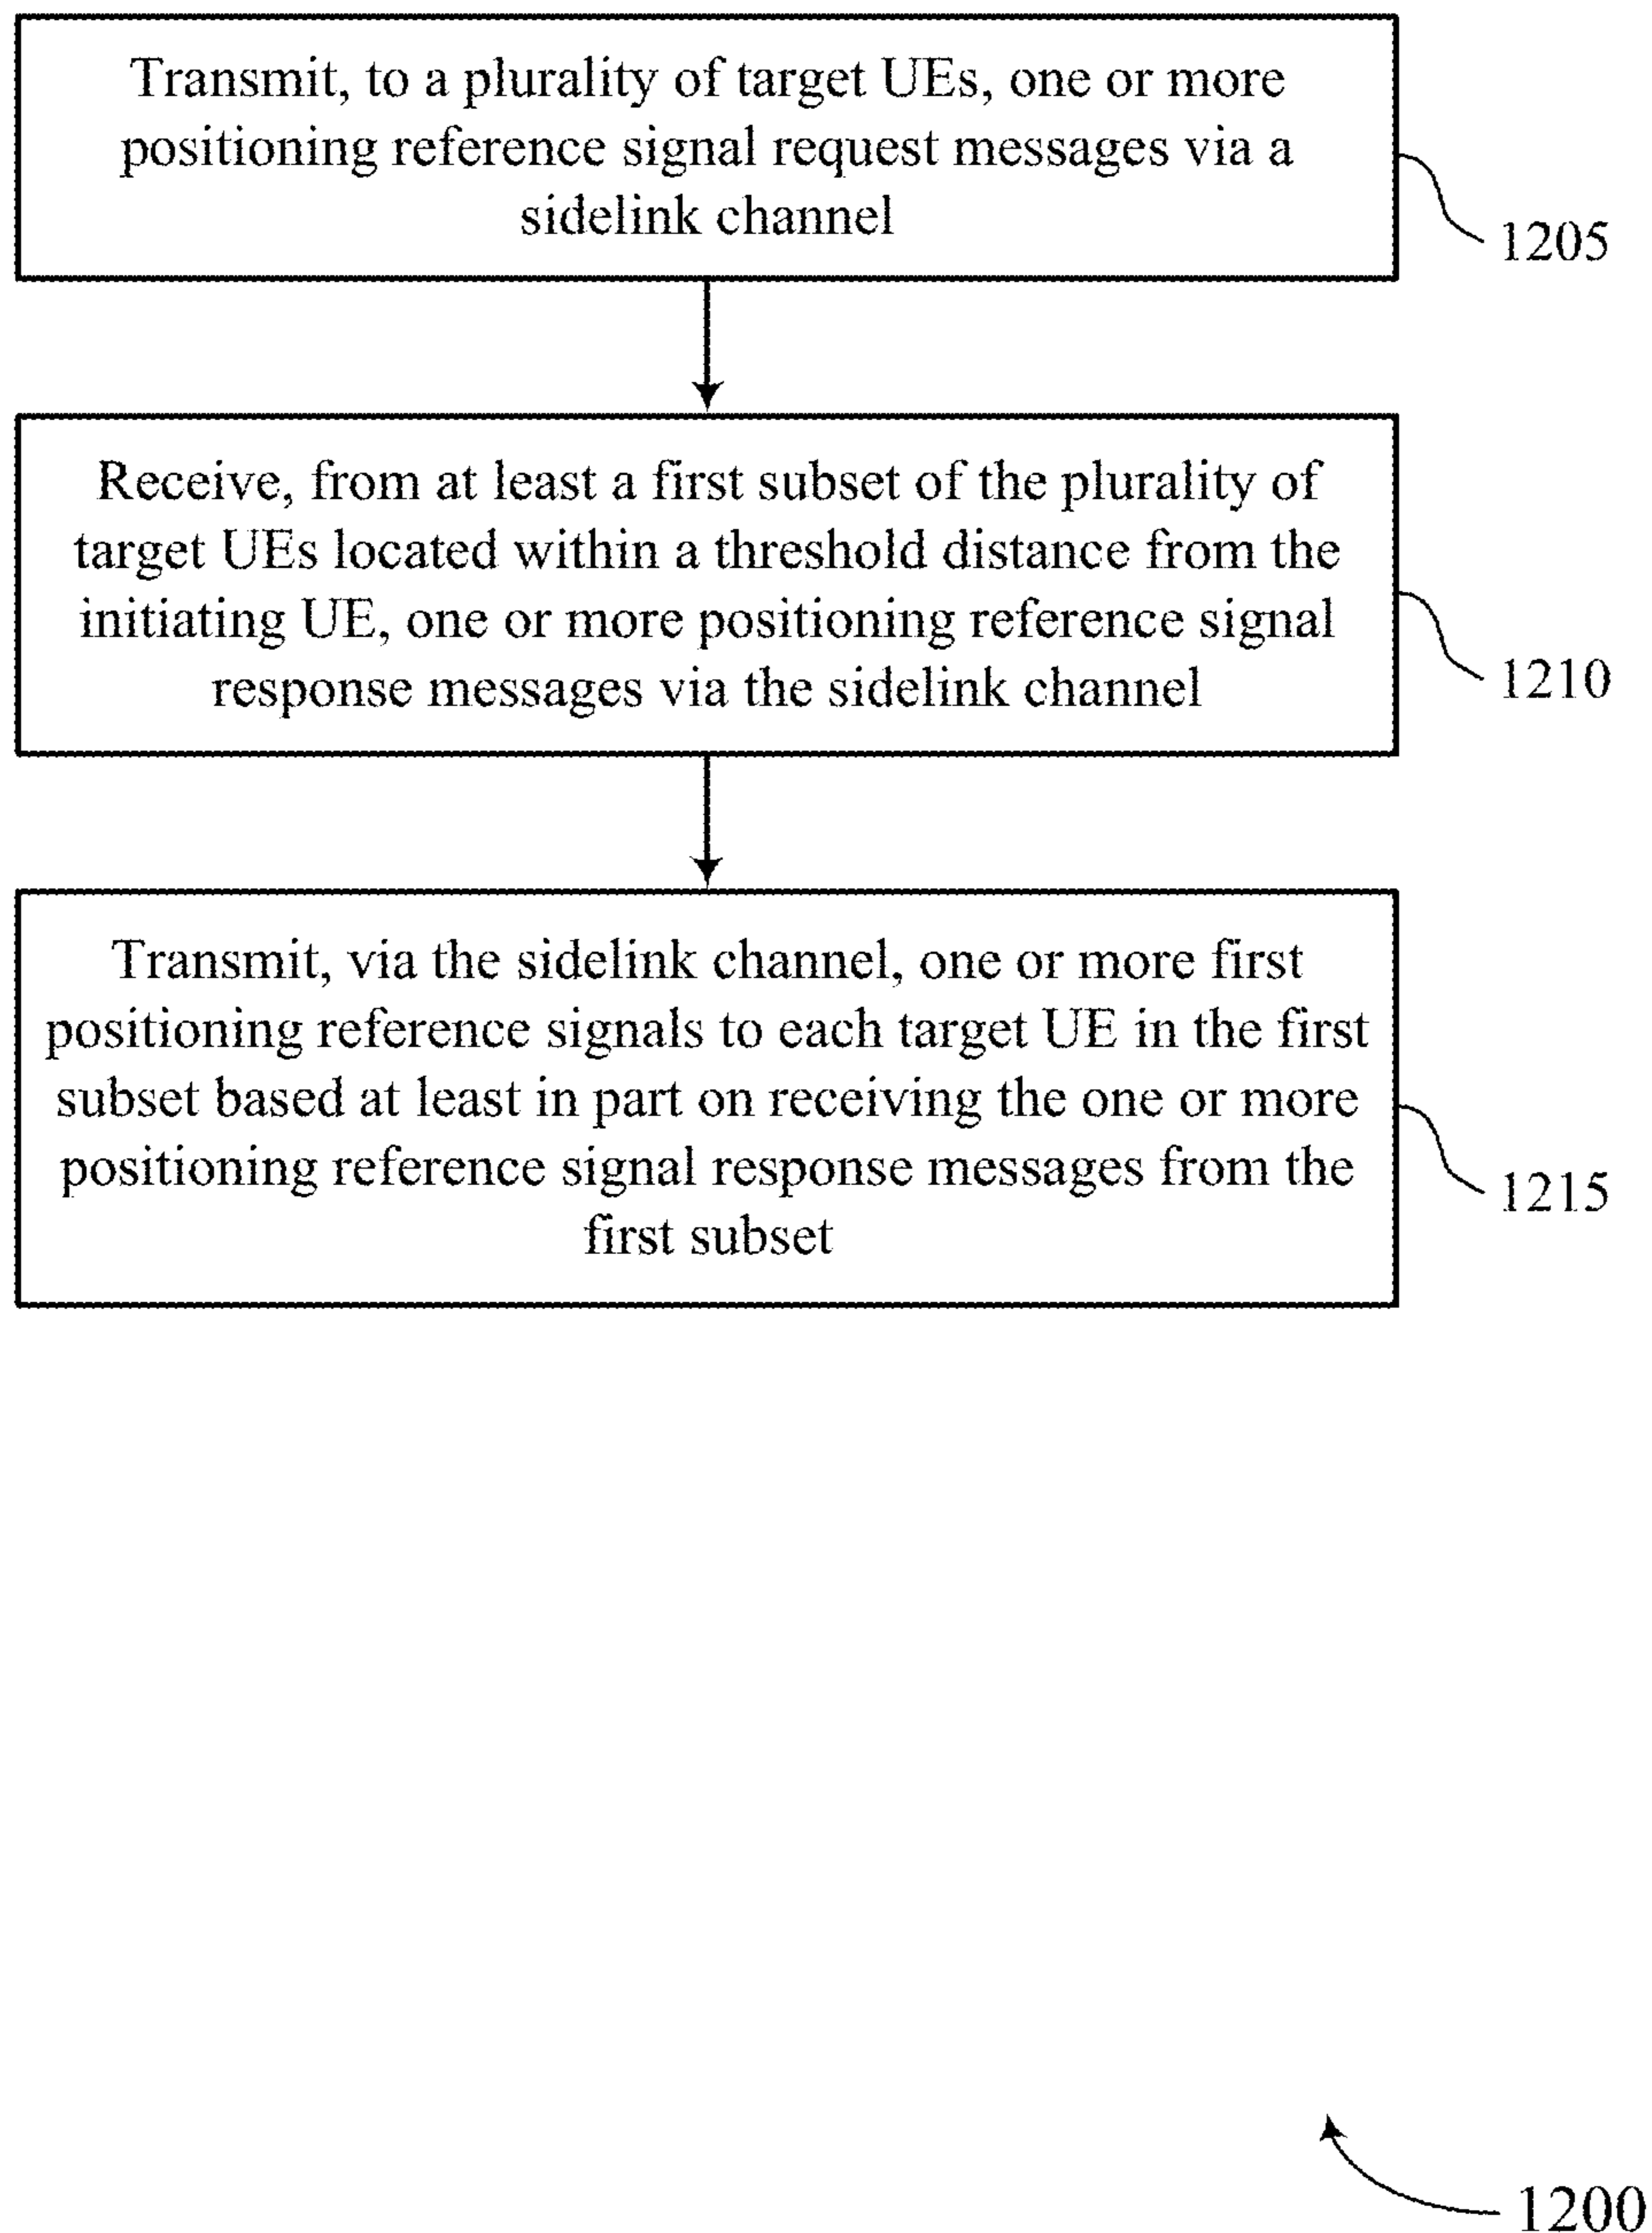 Transmit, to a plurality of target UEs, one or more
positioning reference signal request messages via a
sidelink channel
1205
Receive, from at least a first subset of the plurality of
target UEs located within a threshold distance from the
initiating UE, one or more positioning reference signal
response messages via the sidelink channel
1210
Transmit, via the sidelink channel, one or more first
positioning reference signals to each target UE in the first
subset based at least in part on receiving the one or more
positioning reference signal response messages from the
first subset
1215
1200